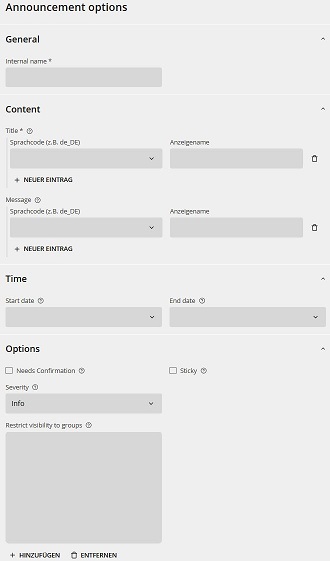 Announcement options
General
Internal name *
Content
Title *
Sprachcode (z.B. de_DE) Anzeigename
+ NEUER EINTRAG
Message
Sprachcode (z.B. de_DE) Anzeigename
+ NEUER EINTRAG
Time
Start date End date
Options
Needs Confirmation Sticky
Severity
Info
Restrict visibility to groups
+ HINZUFÜGEN ENTFERNEN